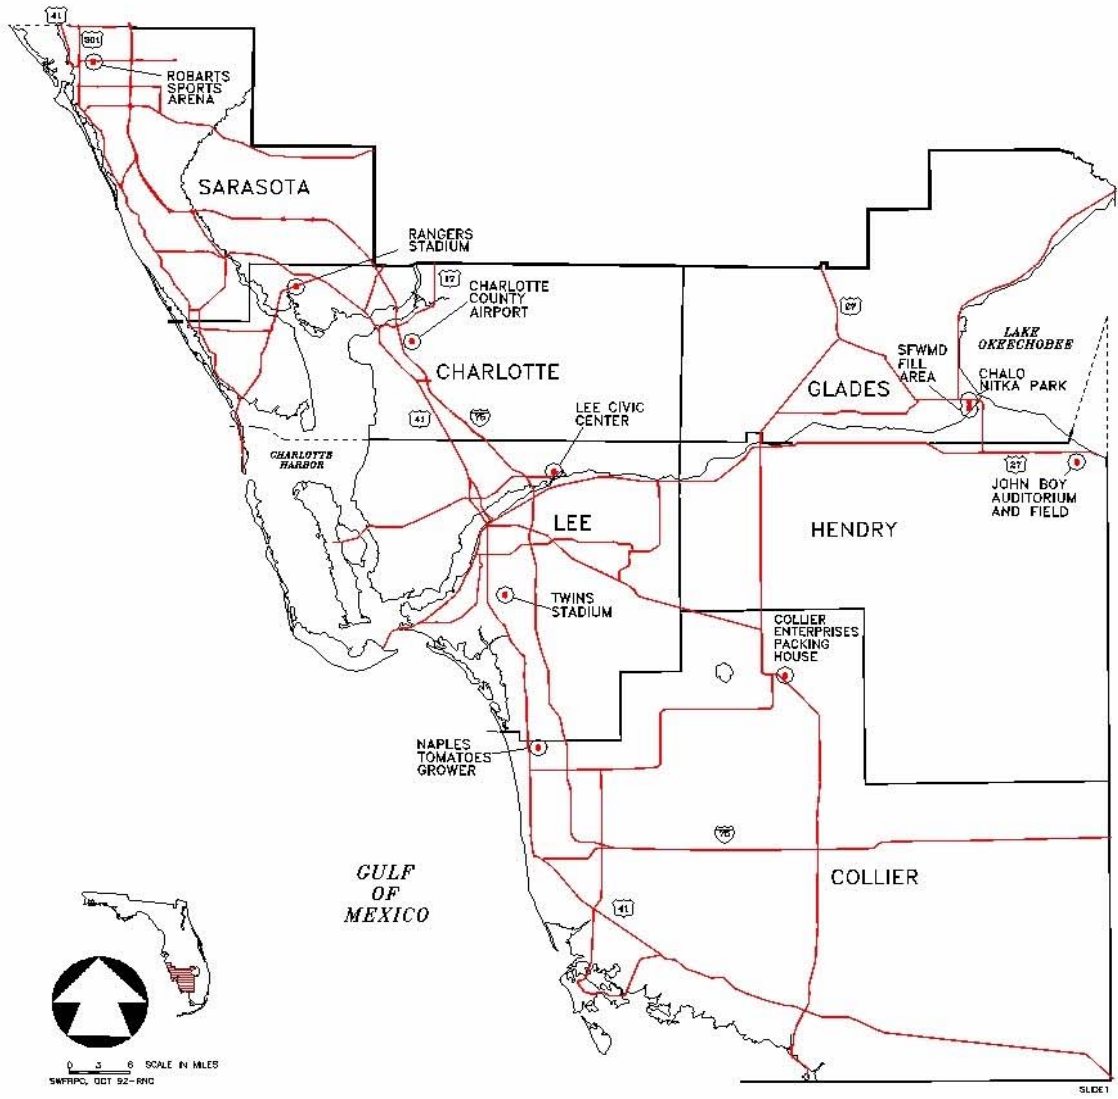 41
301
ROBARTS
SPORTS
ARENA
SARASOTA
RANGERS
STADIUM
17
CHARLOTTE
COUNTY
AIRPORT
27
LAKE
OKEECHOBEE
SFWMD
FILL
AREA
CHALO
NITKA PARK
GLADES
CHARLOTTE
41
75
LEE CIVIC
CENTER
CHARLOTTE
HARBOR
27
JOHN BOY
AUDITORIUM
AND FIELD
LEE
HENDRY
TWINS
STADIUM
COLLIER
ENTERPRISES
PACKING
HOUSE
NAPLES
TOMATOES
GROWER
75
GULF
OF
MEXICO
COLLIER
41
0 3 6 SCALE IN MILES
SWFRPC, OCT 92-RNC
SLIDE1